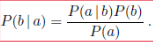 P(b | a) = P(a | b)P(b) / P(a) .